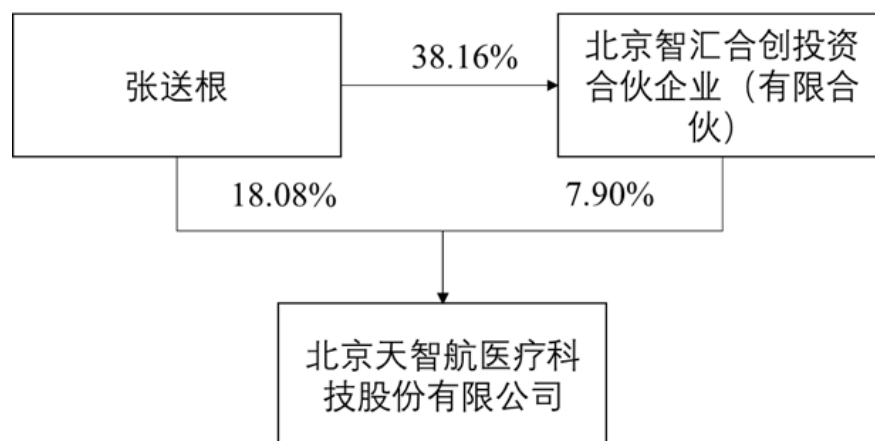 张送根
38.16%
北京智汇合创投资
合伙企业（有限合
伙）
18.08%
7.90%
北京天智航医疗科
技股份有限公司